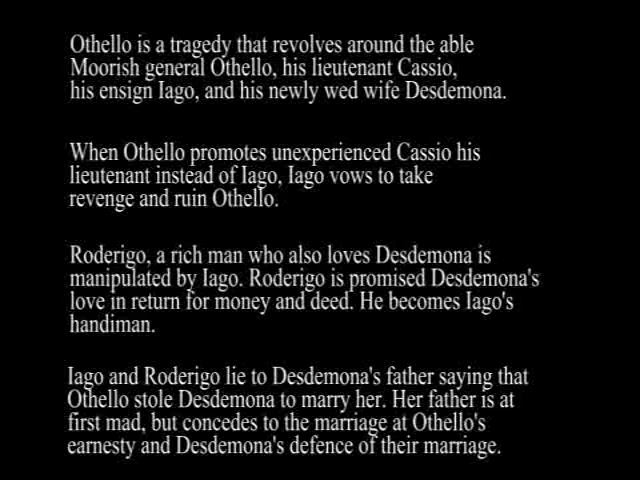 Othello is a tragedy that revolves around the able
Moorish general Othello, his lieutenant Cassio,
his ensign Iago, and his newly wed wife Desdemona.
When Othello promotes unexperienced Cassio his
lieutenant instead of Iago, Iago vows to take
revenge and ruin Othello.
Roderigo, a rich man who also loves Desdemona is
manipulated by Iago. Roderigo is promised Desdemona's
love in return for money and deed. He becomes Iago's
handiman.
Iago and Roderigo lie to Desdemona's father saying that
Othello stole Desdemona to marry her. Her father is at
first mad, but concedes to the marriage at Othello's
earnesty and Desdemona's defence of their marriage.